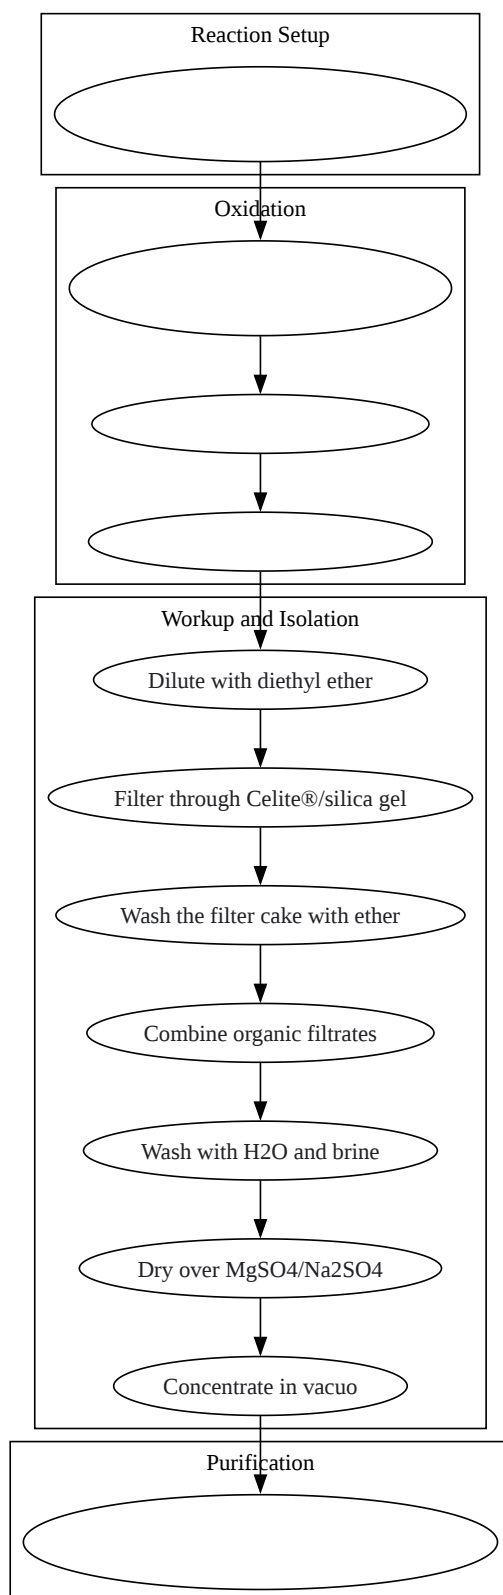 Reaction Setup
Oxidation
Workup and Isolation
Dilute with diethyl ether
Filter through Celite®/silica gel
Wash the filter cake with ether
Combine organic filtrates
Wash with H2O and brine
Dry over MgSO4/Na2SO4
Concentrate in vacuo
Purification